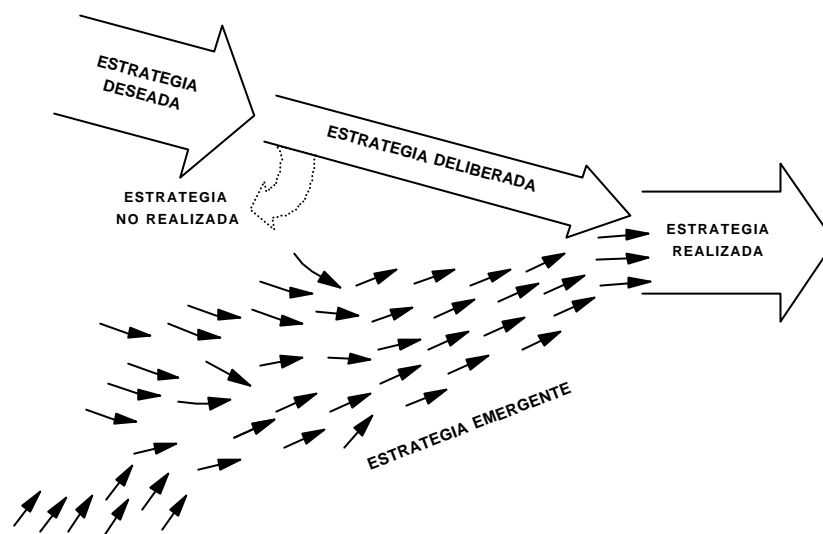 ESTRATEGIA
DESEADA
ESTRATEGIA DELIBERADA
ESTRATEGIA
NO REALIZADA
ESTRATEGIA
REALIZADA
ESTRATEGIA EMERGENTE